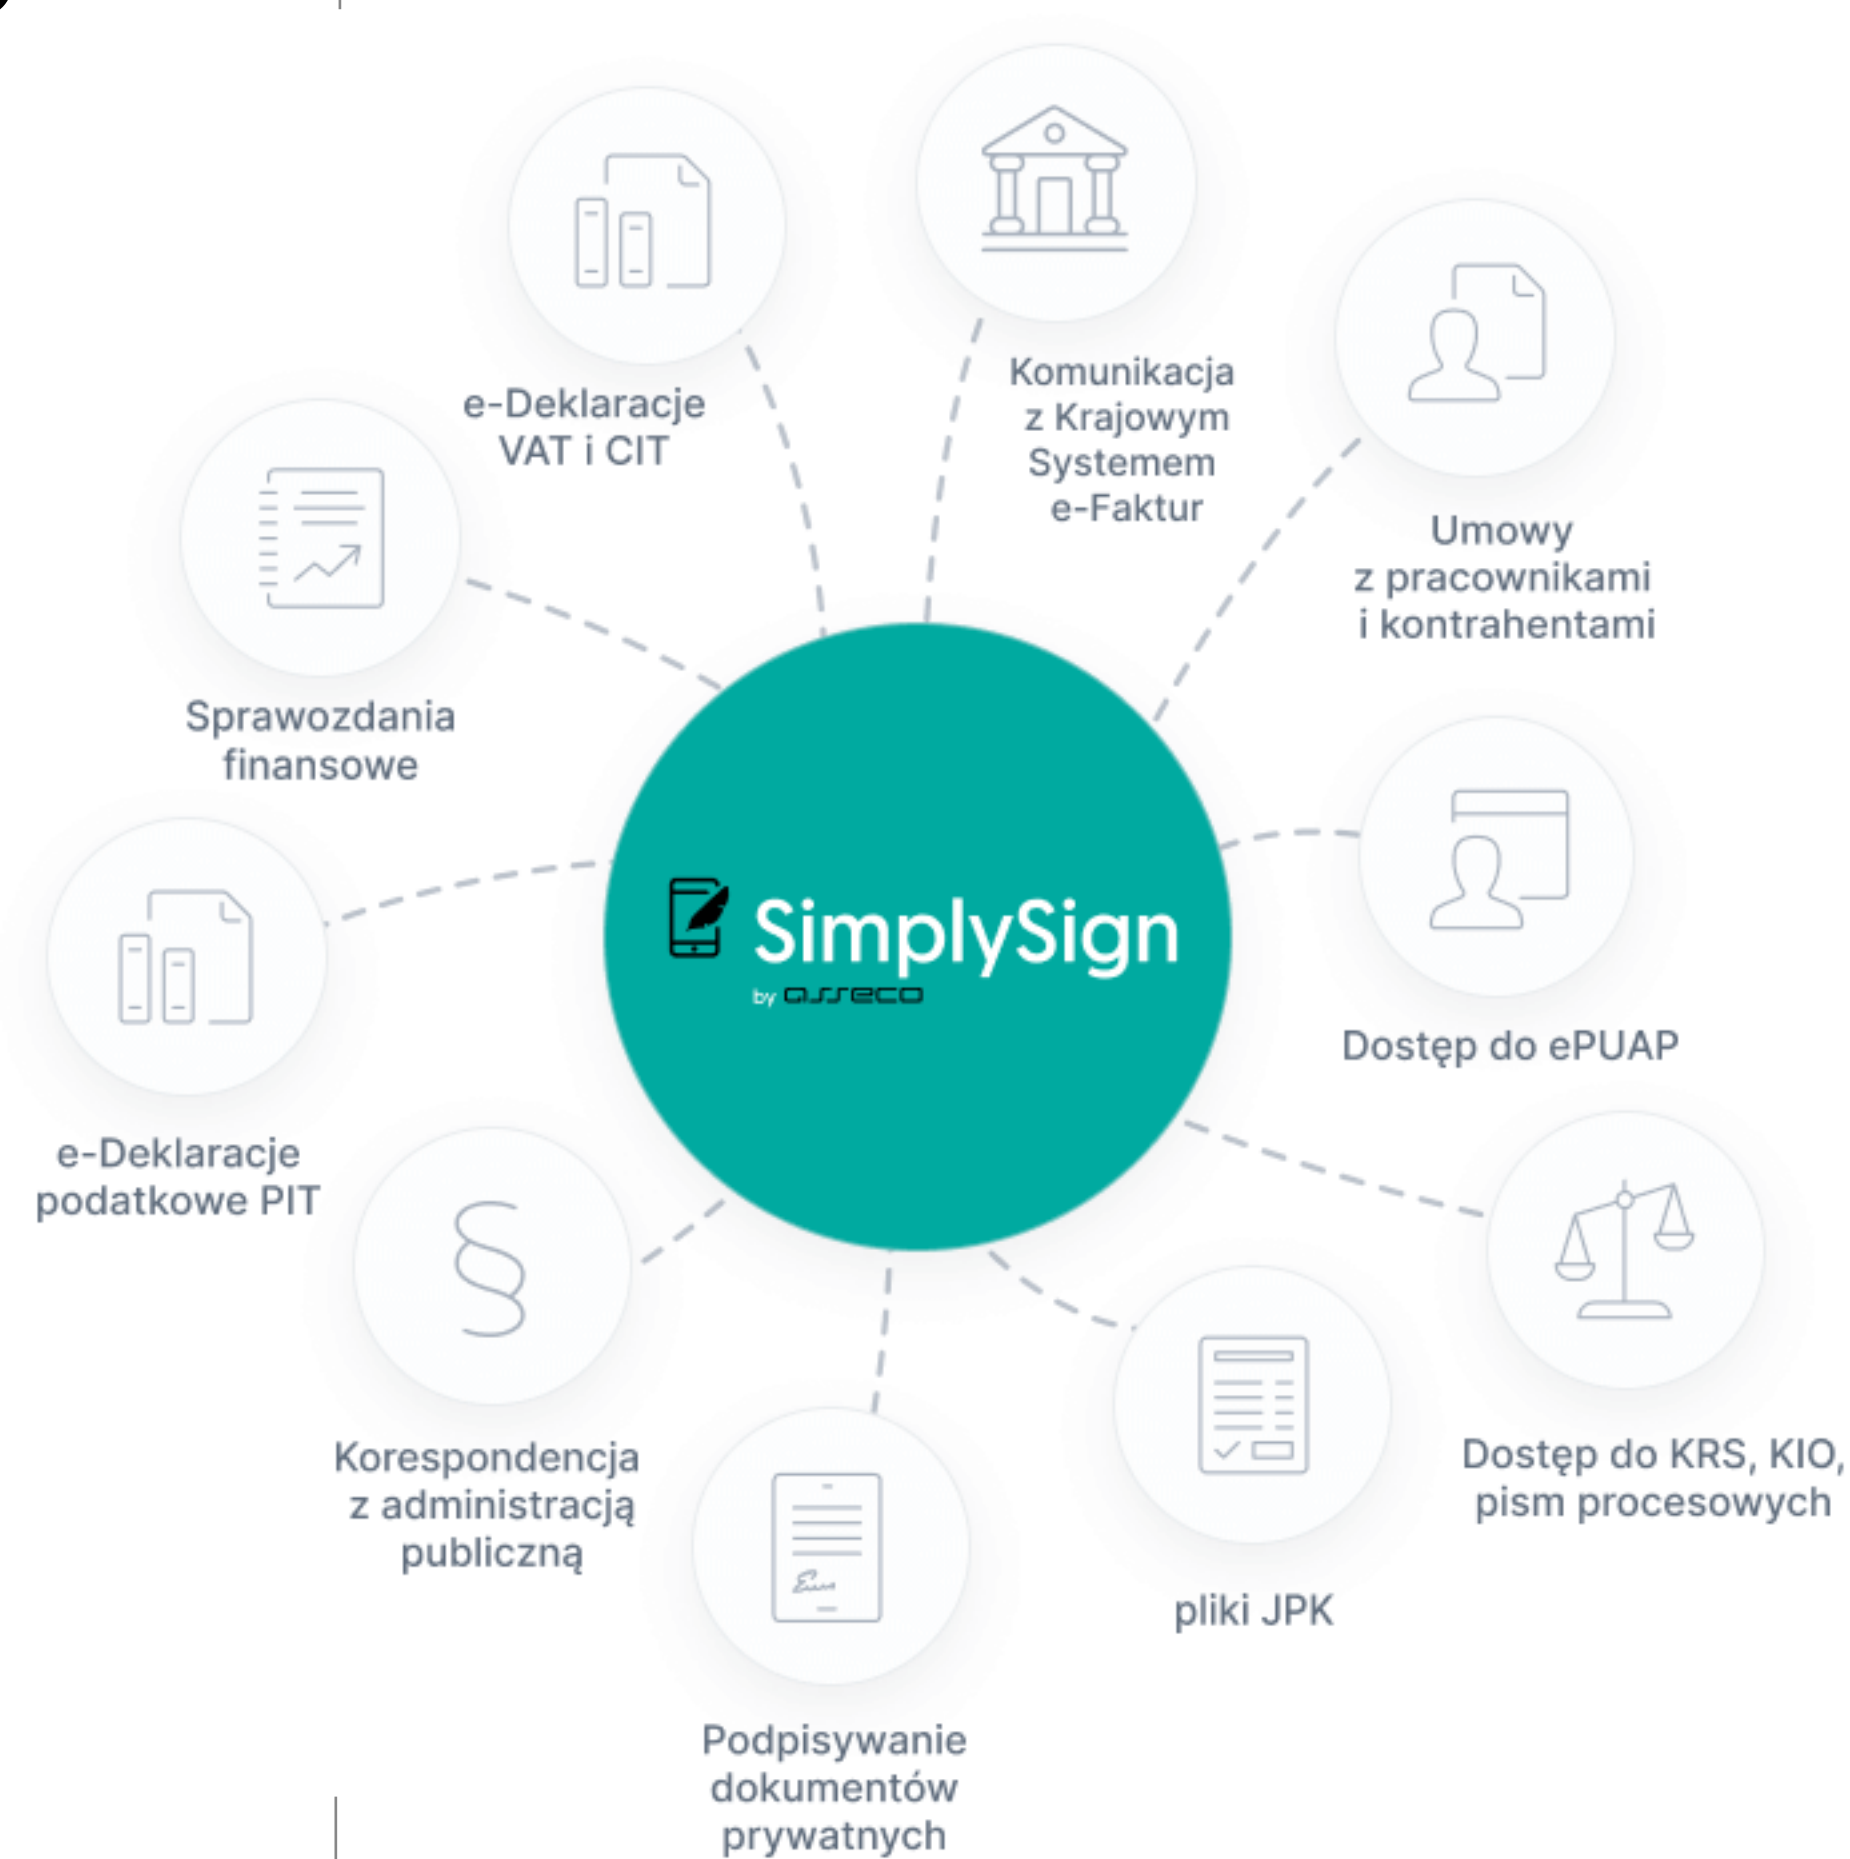 e-Deklaracje
VAT i CIT
Komunikacja
z Krajowym
Systemem
e-Faktur
Umowy
z pracownikami
i kontrahentami
Sprawozdania
finansowe
SimplySign
by asseco
Dostęp do ePUAP
e-Deklaracje
podatkowe PIT
Korespondencja
z administracją
publiczną
Dostęp do KRS, KIO,
pism procesowych
pliki JPK
Podpisywanie
dokumentów
prywatnych